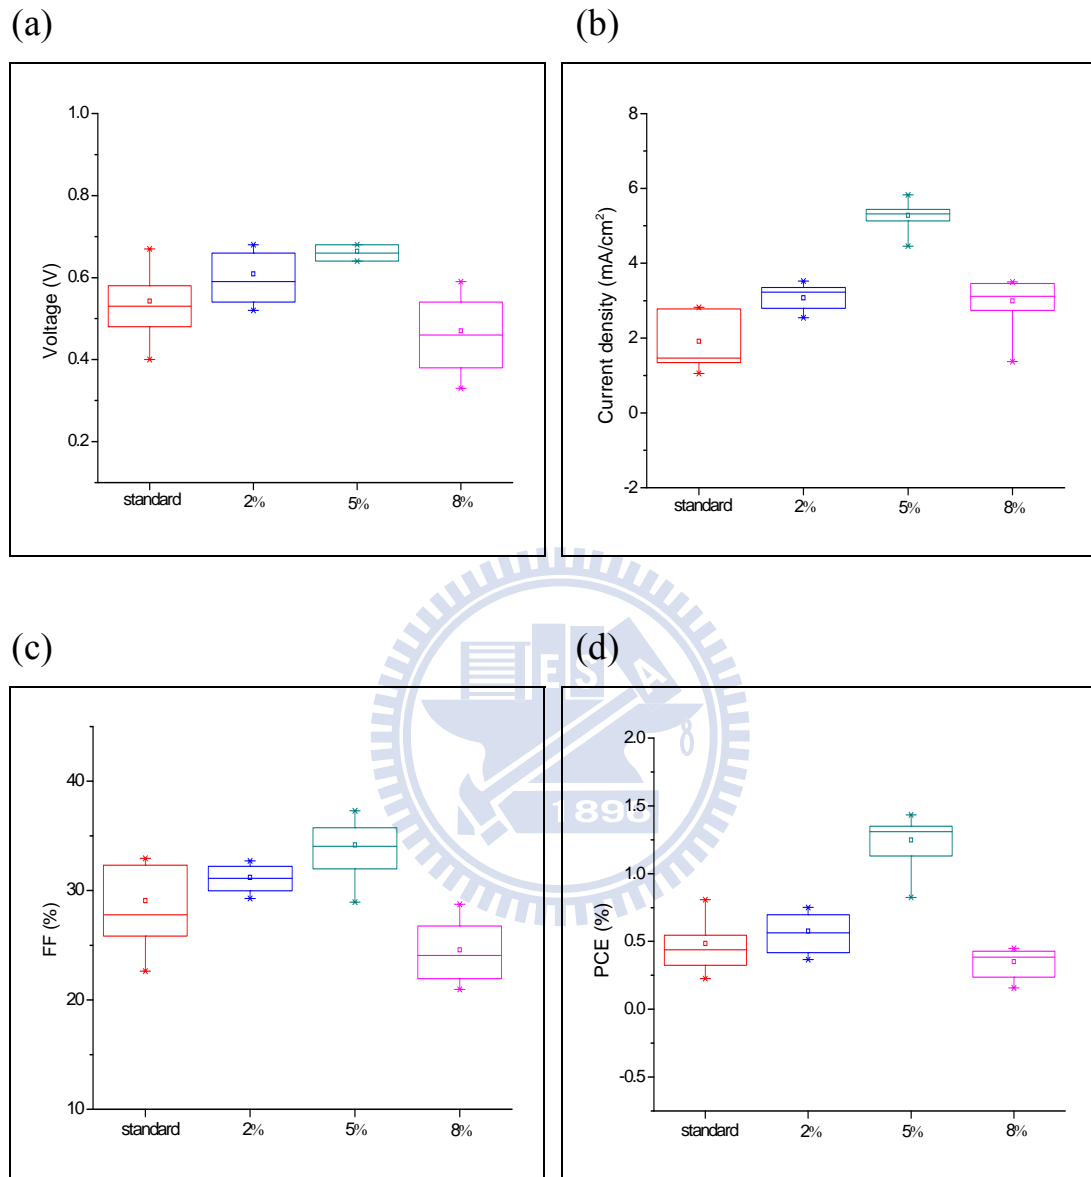 (a)
1.0
0.8
0.6
0.4
0.2
Voltage (V)
standard 2% 5% 8%
(b)
8
6
4
2
0
-2
Current density (mA/cm²)
standard 2% 5% 8%
(c)
40
30
20
10
FF (%)
standard 2% 5% 8%
(d)
2.0
1.5
1.0
0.5
0.0
-0.5
PCE (%)
standard 2% 5% 8%
E S A
1896